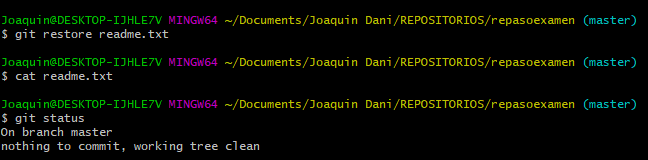 Joaquin@DESKTOP-IJHLE7V MINGW64 ~/Documents/Joaquin Dani/REPOSITORIOS/repasoexamen (master)
$ git restore readme.txt
Joaquin@DESKTOP-IJHLE7V MINGW64 ~/Documents/Joaquin Dani/REPOSITORIOS/repasoexamen (master)
$ cat readme.txt
Joaquin@DESKTOP-IJHLE7V MINGW64 ~/Documents/Joaquin Dani/REPOSITORIOS/repasoexamen (master)
$ git status
On branch master
nothing to commit, working tree clean